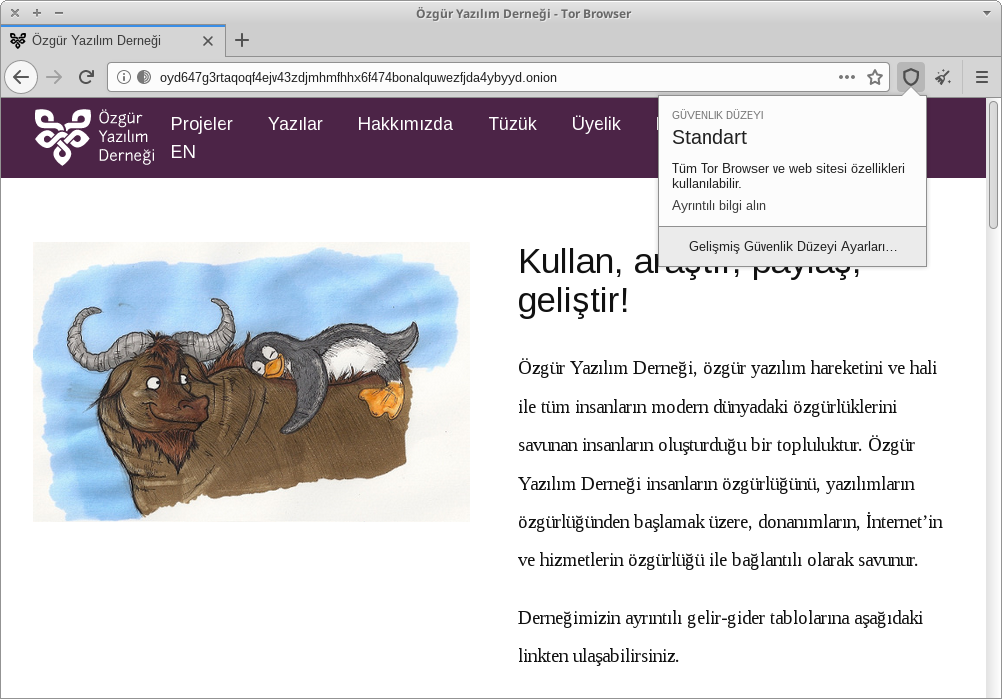 Özgür Yazılım Derneği - Tor Browser
Özgür Yazılım Derneği
oyd647g3rtaqoqf4ejw43zdjmhmfhhx6f474bonalquwezfjda4ybyyd.onion
Özgür
Yazılım
Derneği
Projeler Yazılar Hakkımızda Tüzük Üyelik
EN
GÜVENLIK DÜZEYI
Standart
Tüm Tor Browser ve web sitesi özellikleri
kullanılabilir.
Ayrıntılı bilgi alın
Gelişmiş Güvenlik Düzeyi Ayarları…
Kullan, araştır, paylaş,
geliştir!
Özgür Yazılım Derneği, özgür yazılım hareketini ve hali
ile tüm insanların modern dünyadaki özgürlüklerini
savunan insanların oluşturduğu bir topluluktur. Özgür
Yazılım Derneği insanların özgürlüğünü, yazılımların
özgürlüğünden başlamak üzere, donanımların, İnternet’in
ve hizmetlerin özgürlüğü ile bağlantılı olarak savunur.
Derneğimizin ayrıntılı gelir-gider tablolarına aşağıdaki
linkten ulaşabilirsiniz.